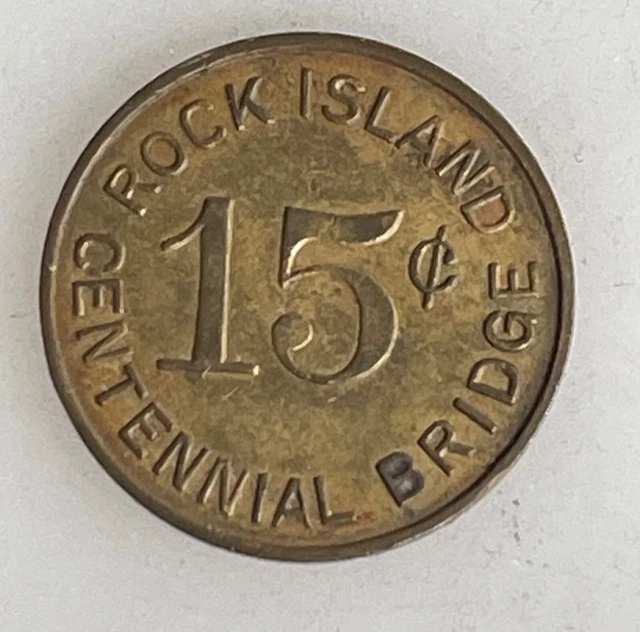 ROCK ISLAND
15¢
CENTENNIAL BRIDGE